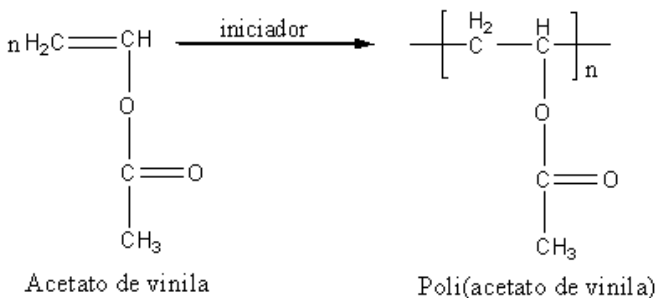 iniciador
n H₂C CH
H₂ H
C C
n
O
O
C O
C O
CH₃
CH₃
Acetato de vinila
Poli(acetato de vinila)